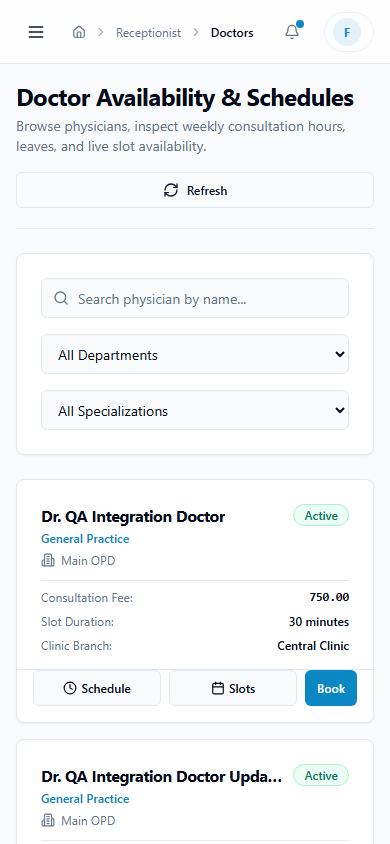 Receptionist
Doctors
F
Doctor Availability & Schedules
Browse physicians, inspect weekly consultation hours,
leaves, and live slot availability.
Refresh
Search physician by name...
All Departments
All Specializations
Dr. QA Integration Doctor
Active
General Practice
Main OPD
Consultation Fee:
750.00
Slot Duration:
30 minutes
Clinic Branch:
Central Clinic
Schedule
Slots
Book
Dr. QA Integration Doctor Upda...
Active
General Practice
Main OPD